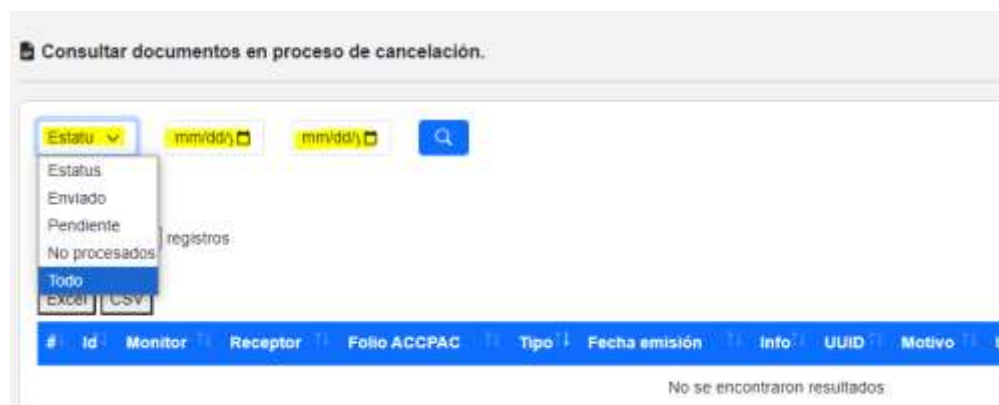 Consultar documentos en proceso de cancelación.
Estatu mm/dd/y mm/dd/y
Estatus
Enviado
Pendiente
registros
No procesados
Todo
Excel CSV
# Id Monitor Receptor Folio ACCPAC Tipo Fecha emisión Info UUID Motivo
No se encontraron resultados